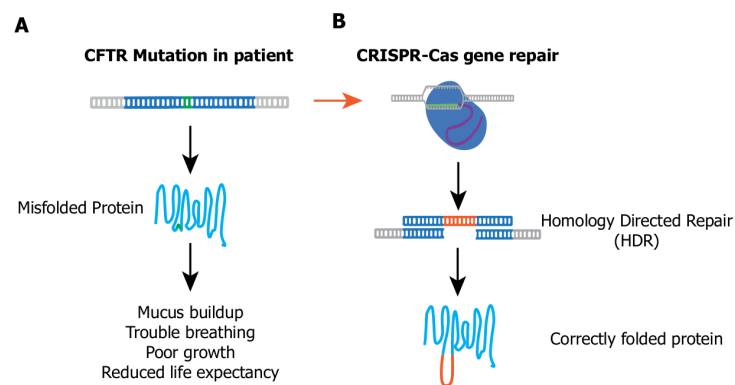 A
CFTR Mutation in patient
Misfolded Protein
Mucus buildup
Trouble breathing
Poor growth
Reduced life expectancy
B
CRISPR-Cas gene repair
Homology Directed Repair
(HDR)
Correctly folded protein